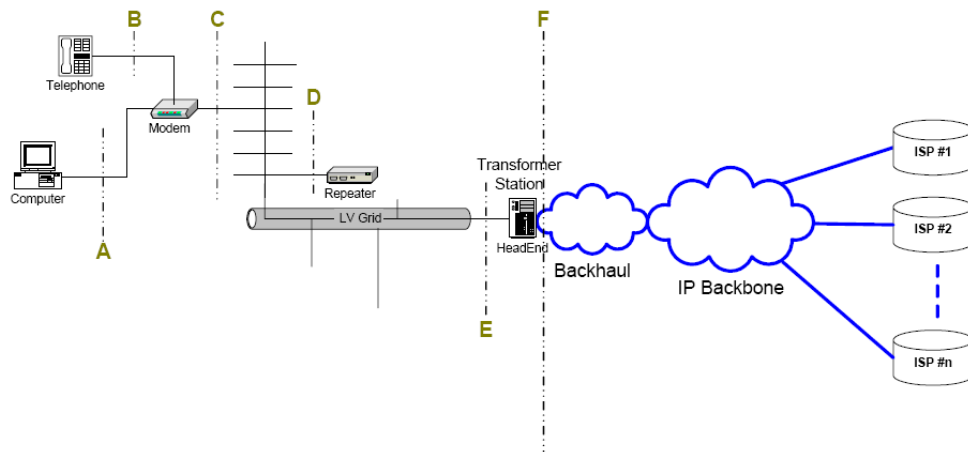 B
C
F
Telephone
Modem
D
Computer
A
Repeater
Transformer
Station
LV Grid
HeadEnd
E
Backhaul
IP Backbone
ISP #1
ISP #2
ISP #n